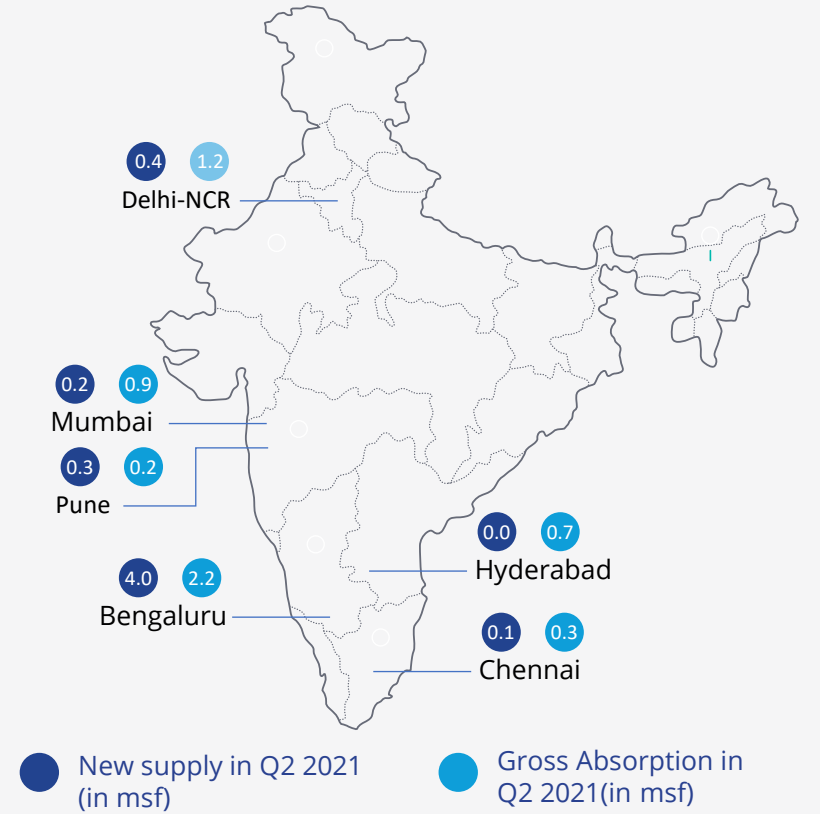 0.4 1.2
Delhi-NCR
0.2 0.9
Mumbai
0.3 0.2
Pune
0.0 0.7
Hyderabad
4.0 2.2
Bengaluru
0.1 0.3
Chennai
New supply in Q2 2021
(in msf)
Gross Absorption in
Q2 2021(in msf)